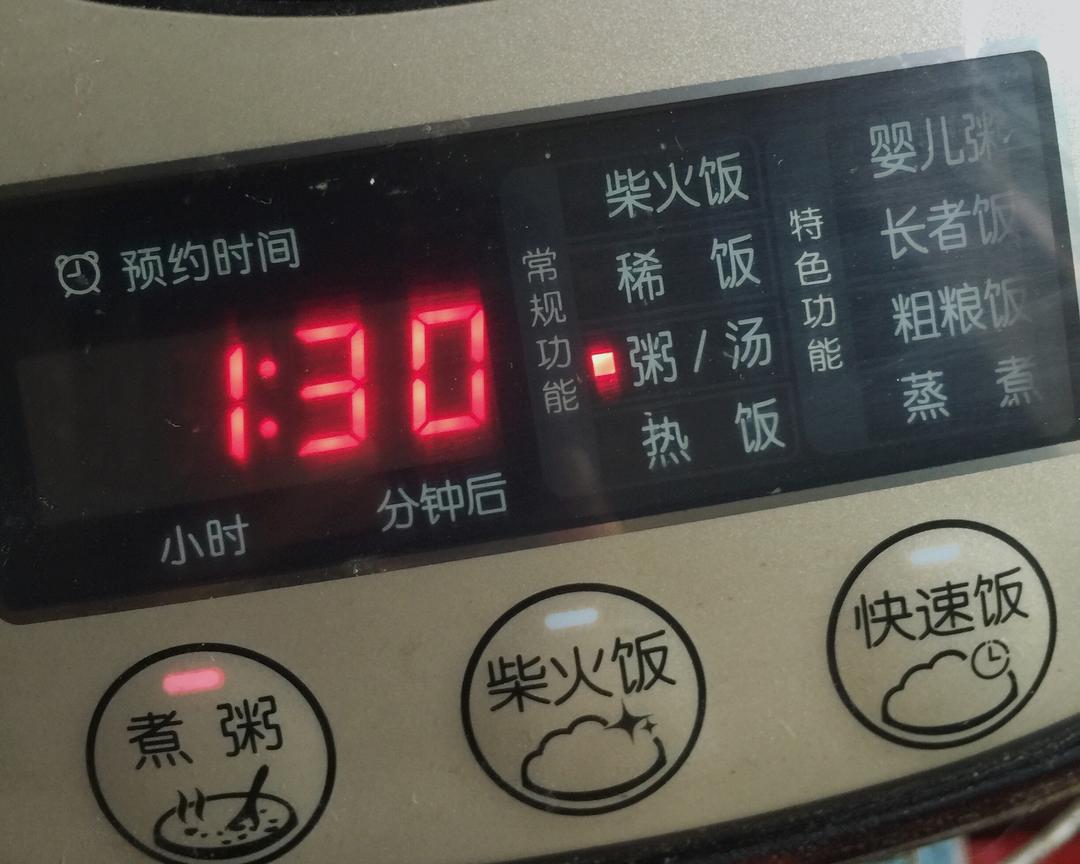 预约时间
1:30
小时
分钟后
常规功能
柴火饭
稀 饭
粥/汤
热 饭
特色功能
婴儿粥
长者饭
粗粮饭
蒸 煮
煮 粥
柴火饭
快速饭